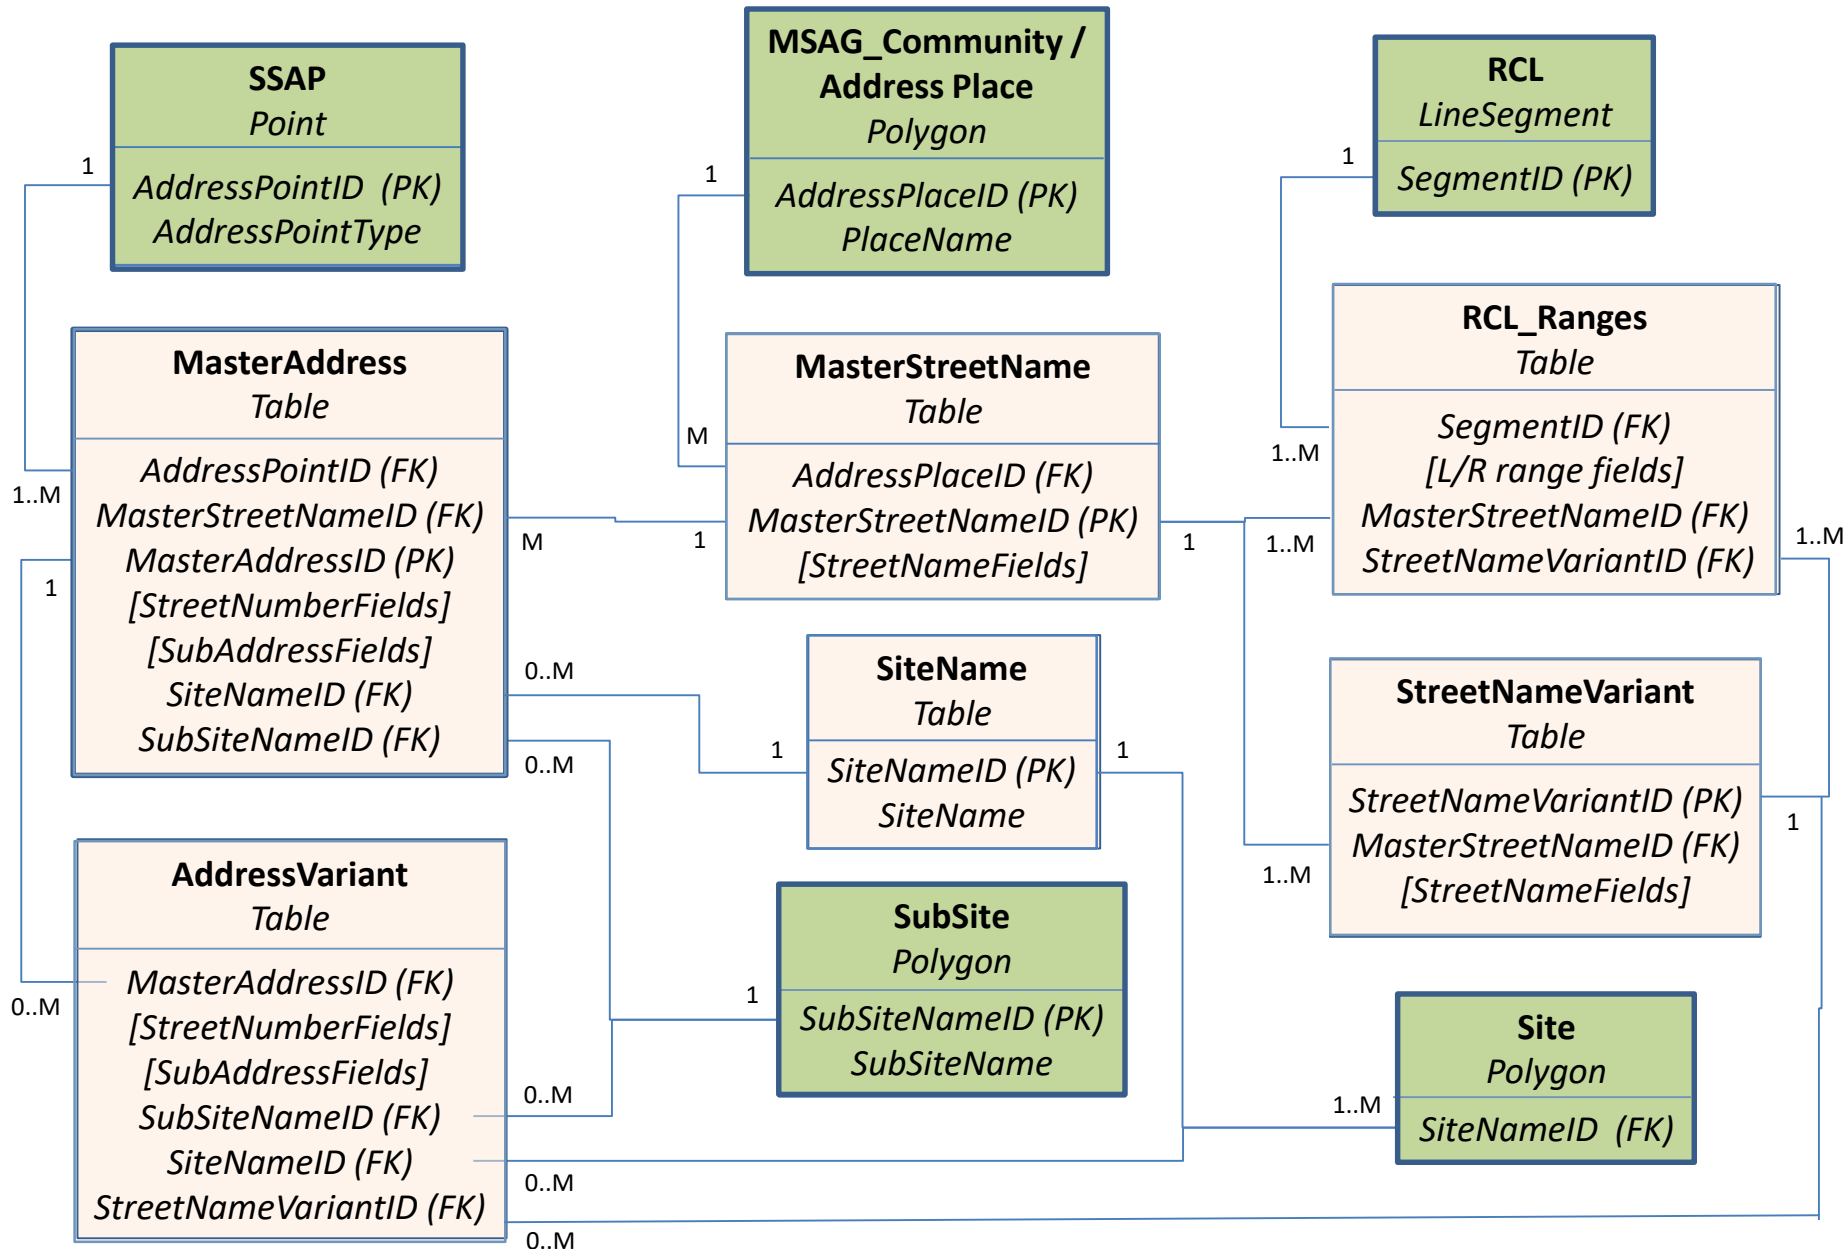 SSAP
Point
AddressPointID (PK)
AddressPointType
1
1..M
MSAG_Community /
Address Place
Polygon
AddressPlaceID (PK)
PlaceName
1
M
RCL
LineSegment
SegmentID (PK)
1
1..M
MasterAddress
Table
AddressPointID (FK)
MasterStreetNameID (FK)
MasterAddressID (PK)
[StreetNumberFields]
[SubAddressFields]
SiteNameID (FK)
SubSiteNameID (FK)
M
1
1
0..M
0..M
MasterStreetName
Table
AddressPlaceID (FK)
MasterStreetNameID (PK)
[StreetNameFields]
1
1..M
RCL_Ranges
Table
SegmentID (FK)
[L/R range fields]
MasterStreetNameID (FK)
StreetNameVariantID (FK)
1..M
SiteName
Table
SiteNameID (PK)
SiteName
1
1
StreetNameVariant
Table
StreetNameVariantID (PK)
MasterStreetNameID (FK)
[StreetNameFields]
1
1..M
AddressVariant
Table
MasterAddressID (FK)
[StreetNumberFields]
[SubAddressFields]
SubSiteNameID (FK)
SiteNameID (FK)
StreetNameVariantID (FK)
0..M
0..M
0..M
0..M
SubSite
Polygon
SubSiteNameID (PK)
SubSiteName
1
Site
Polygon
SiteNameID (FK)
1..M